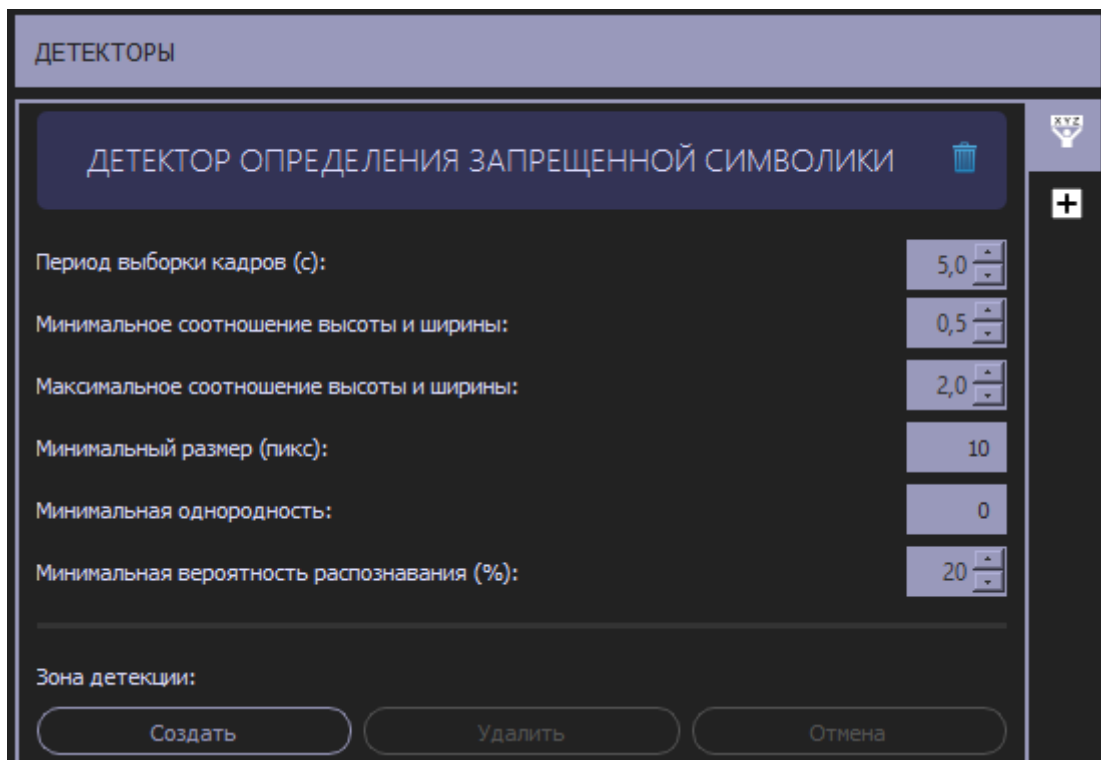 ДЕТЕКТОРЫ
ДЕТЕКТОР ОПРЕДЕЛЕНИЯ ЗАПРЕЩЕННОЙ СИМВОЛИКИ
XYZ
Период выборки кадров (с): 5,0
Минимальное соотношение высоты и ширины: 0,5
Максимальное соотношение высоты и ширины: 2,0
Минимальный размер (пикс): 10
Минимальная однородность: 0
Минимальная вероятность распознавания (%): 20
Зона детекции:
Создать Удалить Отмена